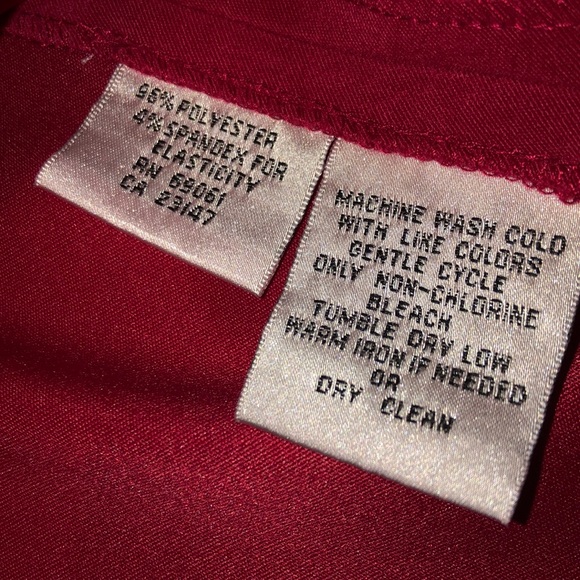 96% POLYESTER
4% SPANDEX FOR
ELASTICITY
RN 69061
CA 23147
MACHINE WASH COLD
WITH LIKE COLORS
GENTLE CYCLE
ONLY NON-CHLORINE
BLEACH
TUMBLE DRY LOW
WARM IRON IF NEEDED
OR
DRY CLEAN